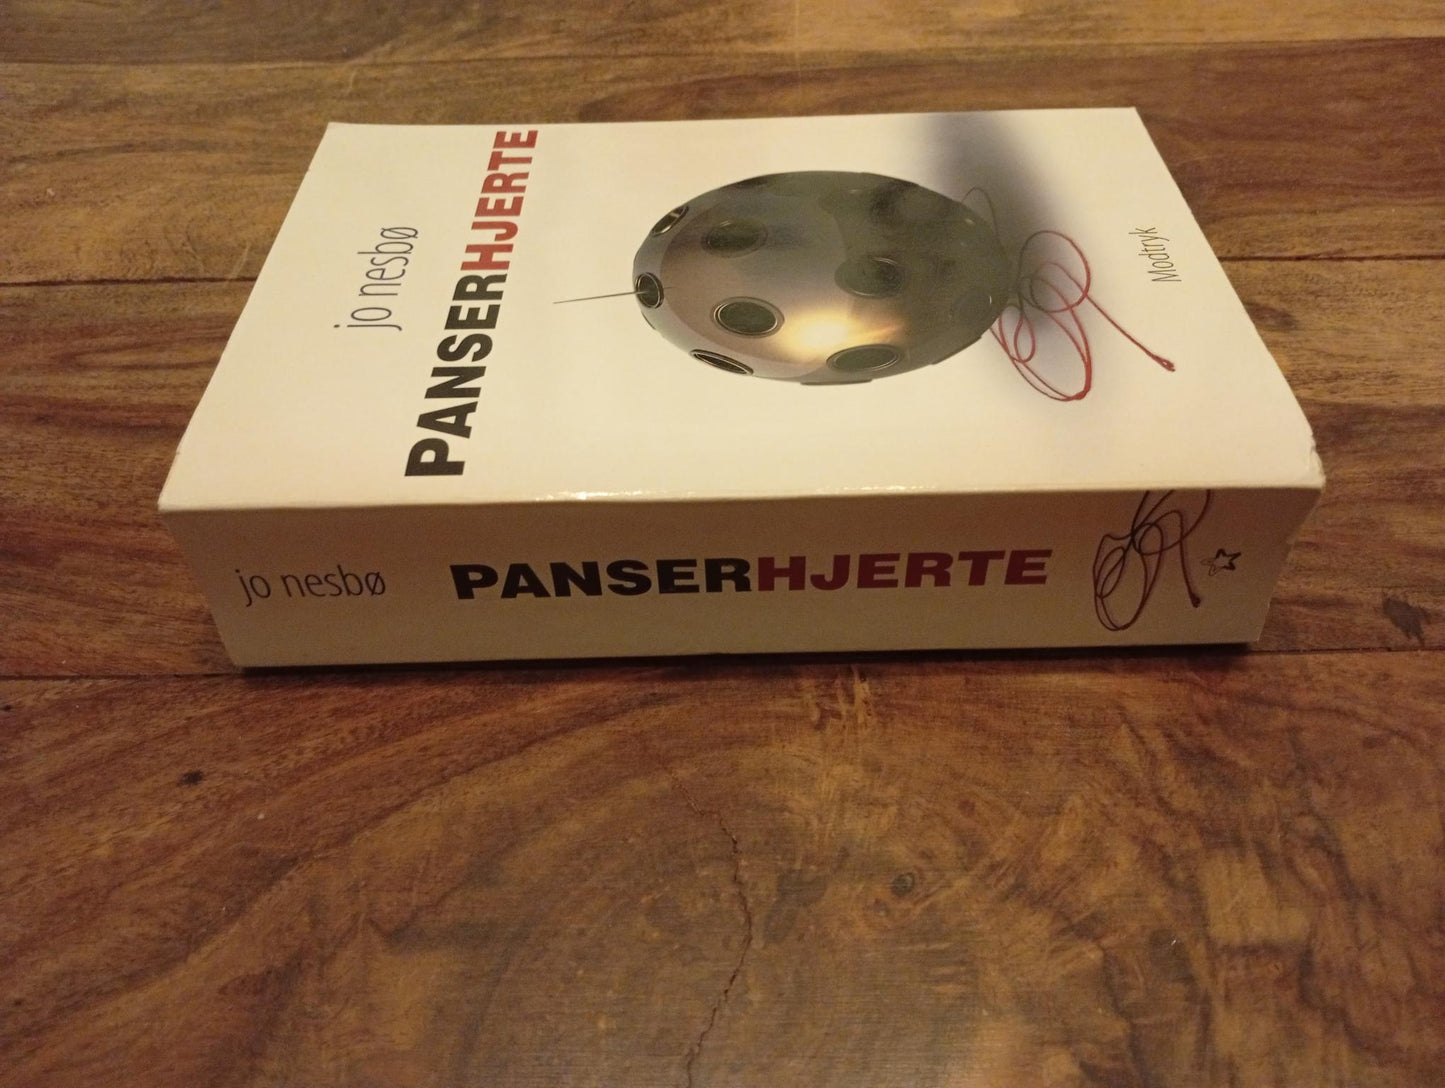 jo nesbø
PANSERHJERTE
Modtryk
jo nesbø PANSERHJERTE